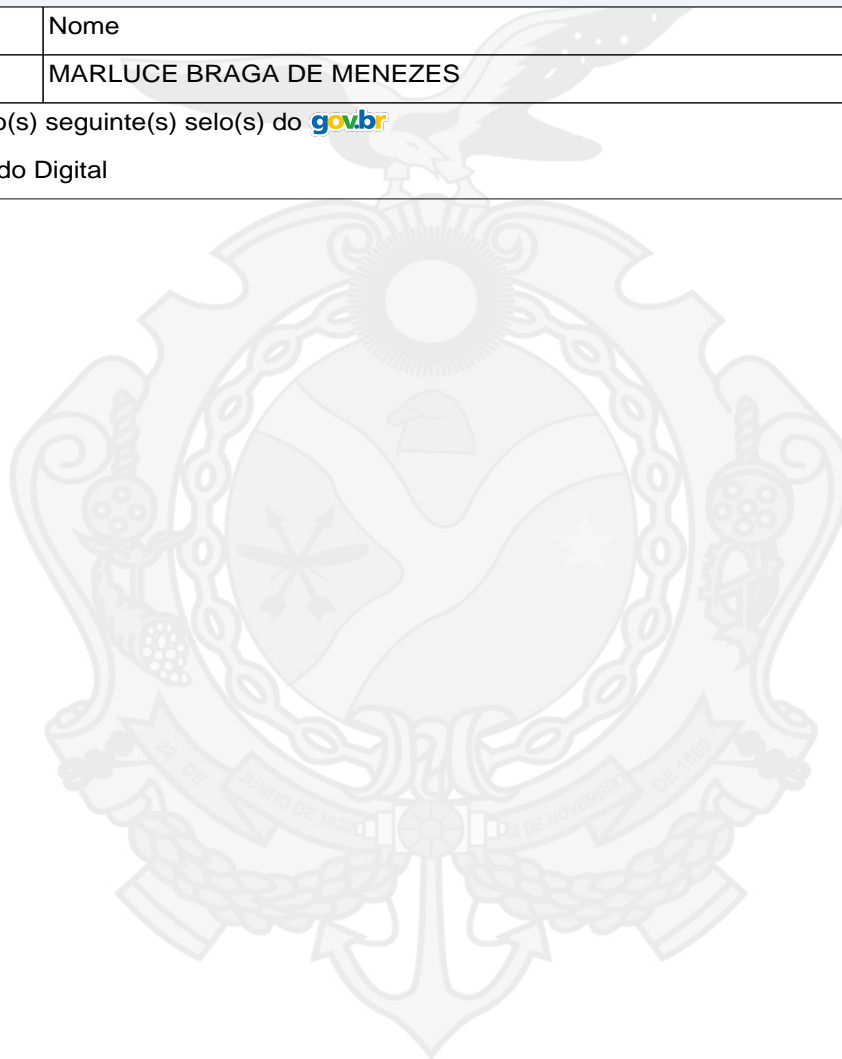 Nome
MARLUCE BRAGA DE MENEZES
o(s) seguinte(s) selo(s) do gov.br
do Digital
22 DE JUNHO DE 1832
21 DE NOVEMBRO DE 1889